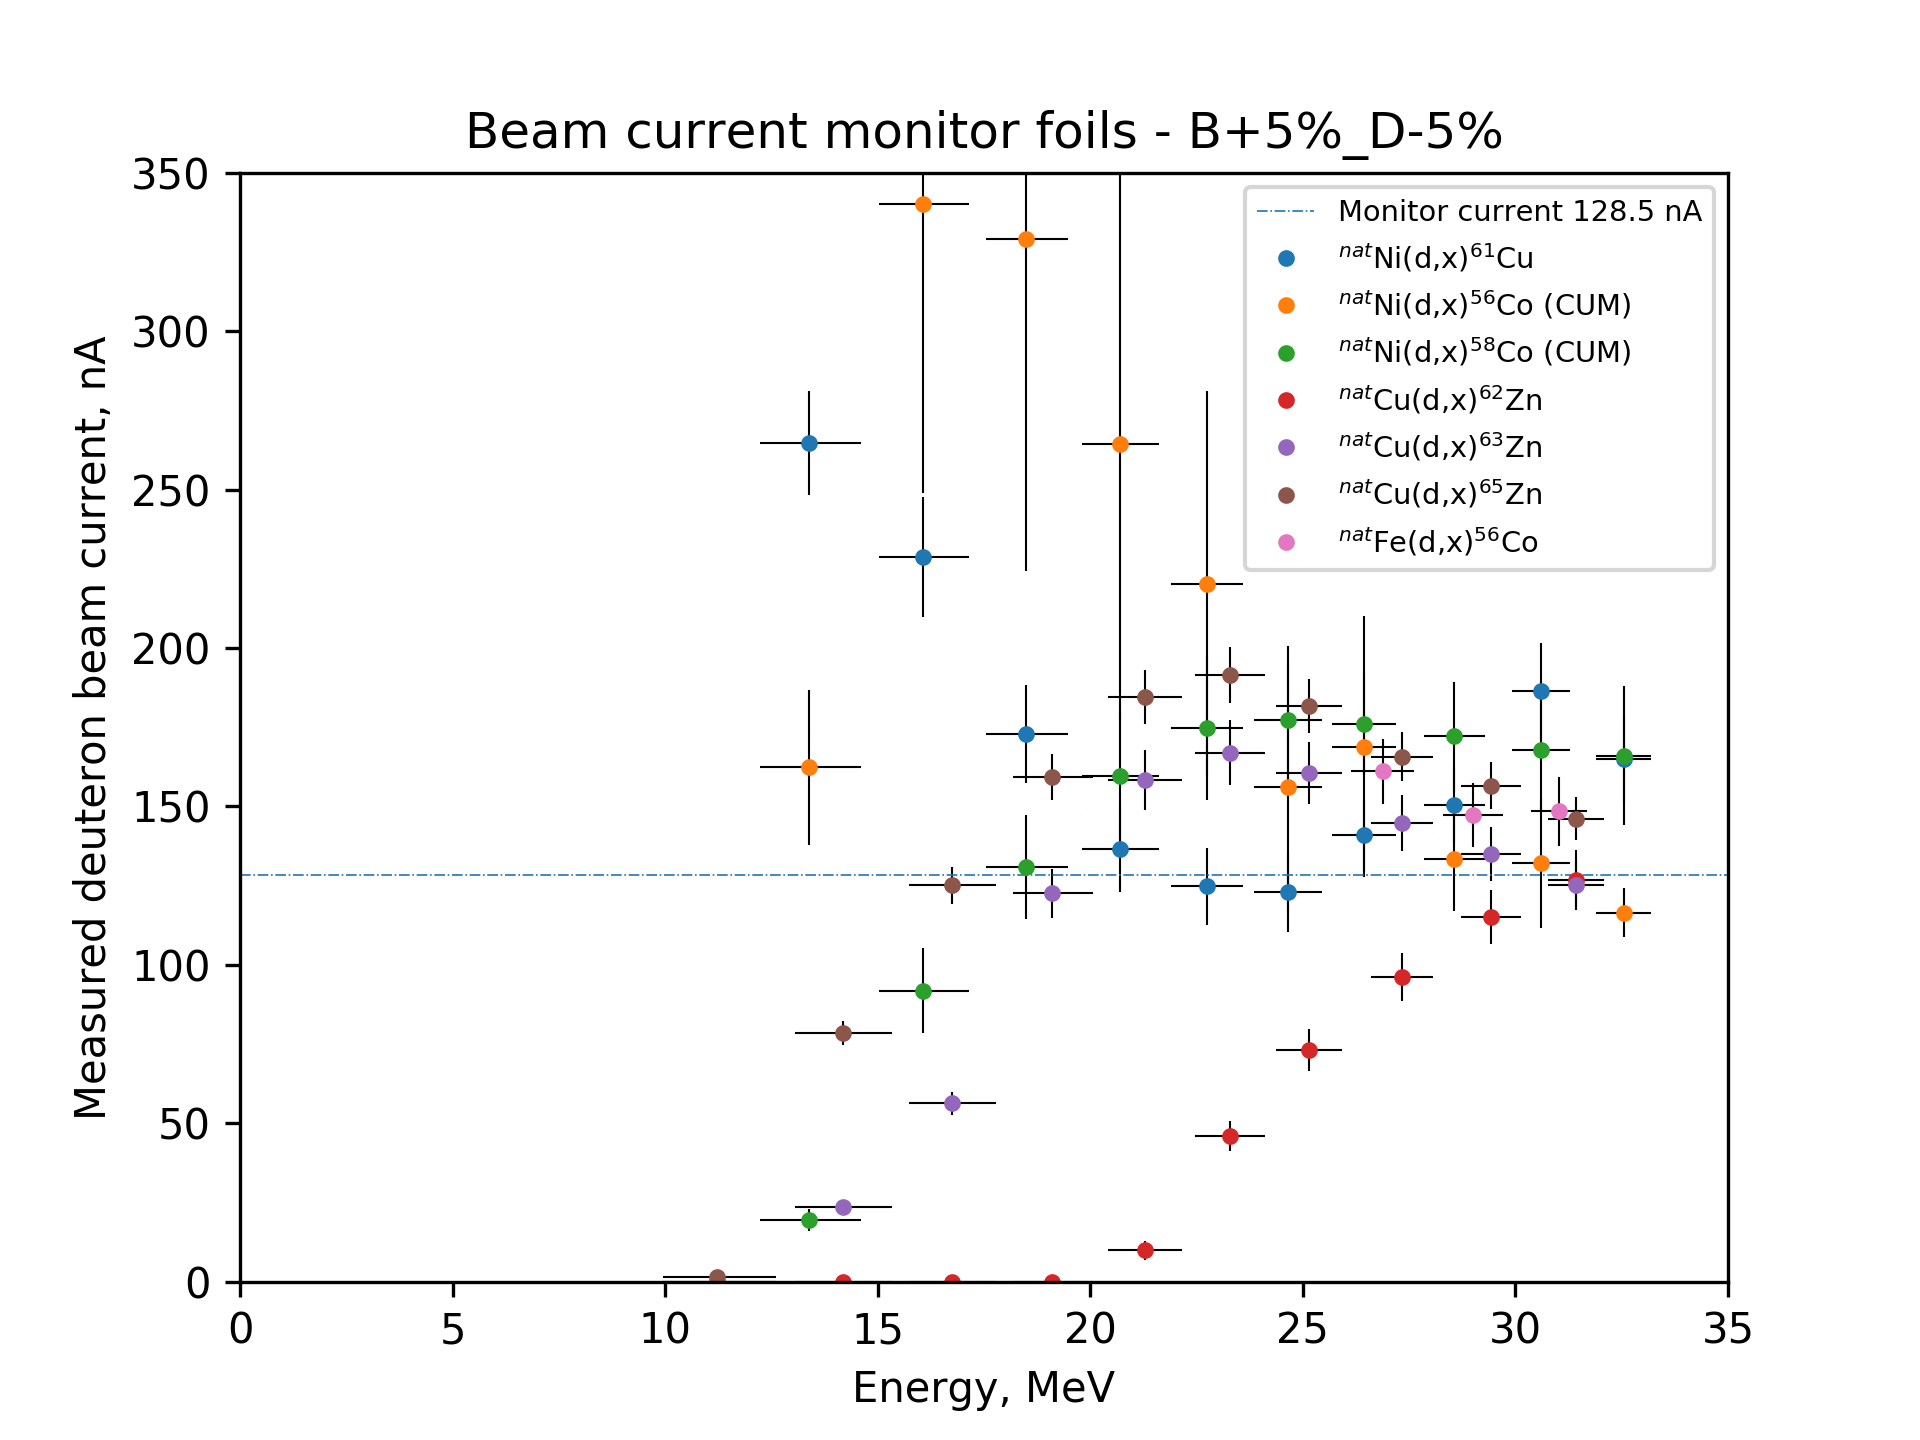 Beam current monitor foils - B+5%_D-5%
Measured deuteron beam current, nA
350
300
250
200
150
100
50
0
Monitor current 128.5 nA
natNi(d,x)61Cu
natNi(d,x)56Co (CUM)
natNi(d,x)58Co (CUM)
natCu(d,x)62Zn
natCu(d,x)63Zn
natCu(d,x)65Zn
natFe(d,x)56Co
0 5 10 15 20 25 30 35
Energy, MeV